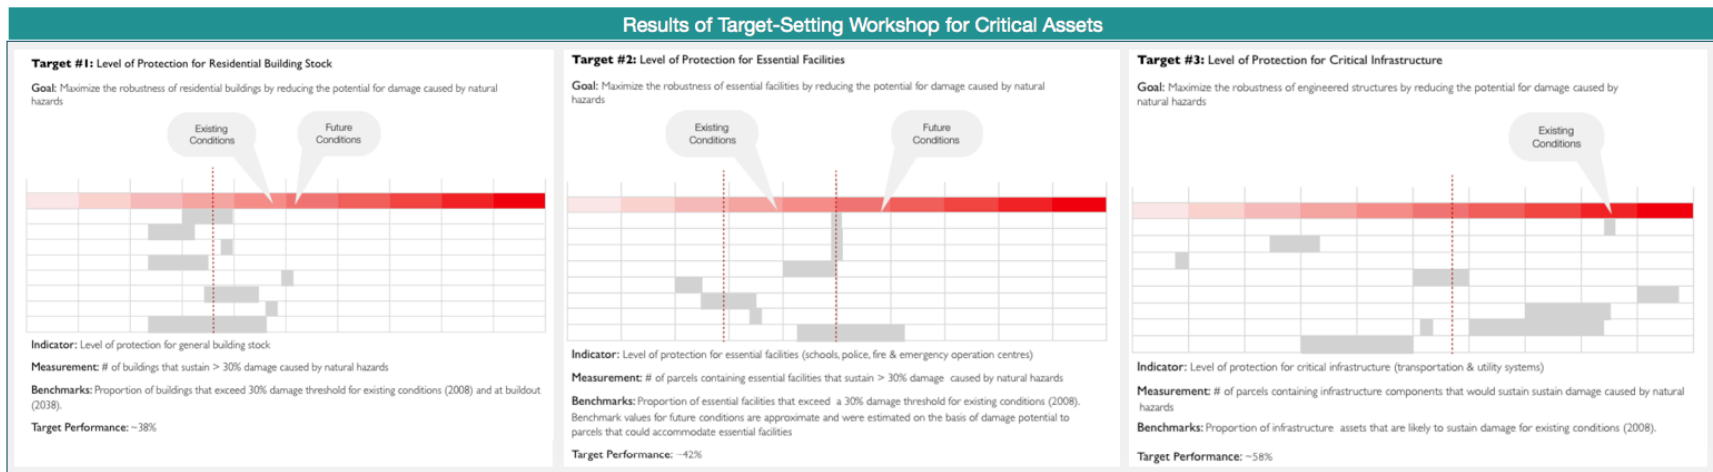 Results of Target-Setting Workshop for Critical Assets
Target #1: Level of Protection for Residential Building Stock
Goal: Maximize the robustness of residential buildings by reducing the potential for damage caused by natural
hazards
Existing
Conditions
Future
Conditions
Indicator: Level of protection for general building stock
Measurement: # of buildings that sustain > 30% damage caused by natural hazards
Benchmarks: Proportion of buildings that exceed 30% damage threshold for existing conditions (2008) and at buildout
(2038).
Target Performance: ~38%
Target #2: Level of Protection for Essential Facilities
Goal: Maximize the robustness of essential facilities by reducing the potential for damage caused by natural
hazards
Existing
Conditions
Future
Conditions
Indicator: Level of protection for essential facilities (schools, police, fire & emergency operation centres)
Measurement: # of parcels containing essential facilities that sustain > 30% damage caused by natural hazards
Benchmarks: Proportion of essential facilities that exceed a 30% damage threshold for existing conditions (2008).
Benchmark values for future conditions are approximate and were estimated on the basis of damage potential to
parcels that could accommodate essential facilities
Target Performance: ~42%
Target #3: Level of Protection for Critical Infrastructure
Goal: Maximize the robustness of engineered structures by reducing the potential for damage caused by
natural hazards
Existing
Conditions
Indicator: Level of protection for critical infrastructure (transportation & utility systems)
Measurement: # of parcels containing infrastructure components that would sustain sustain damage caused by natural
hazards
Benchmarks: Proportion of infrastructure assets that are likely to sustain damage for existing conditions (2008).
Target Performance: ~58%